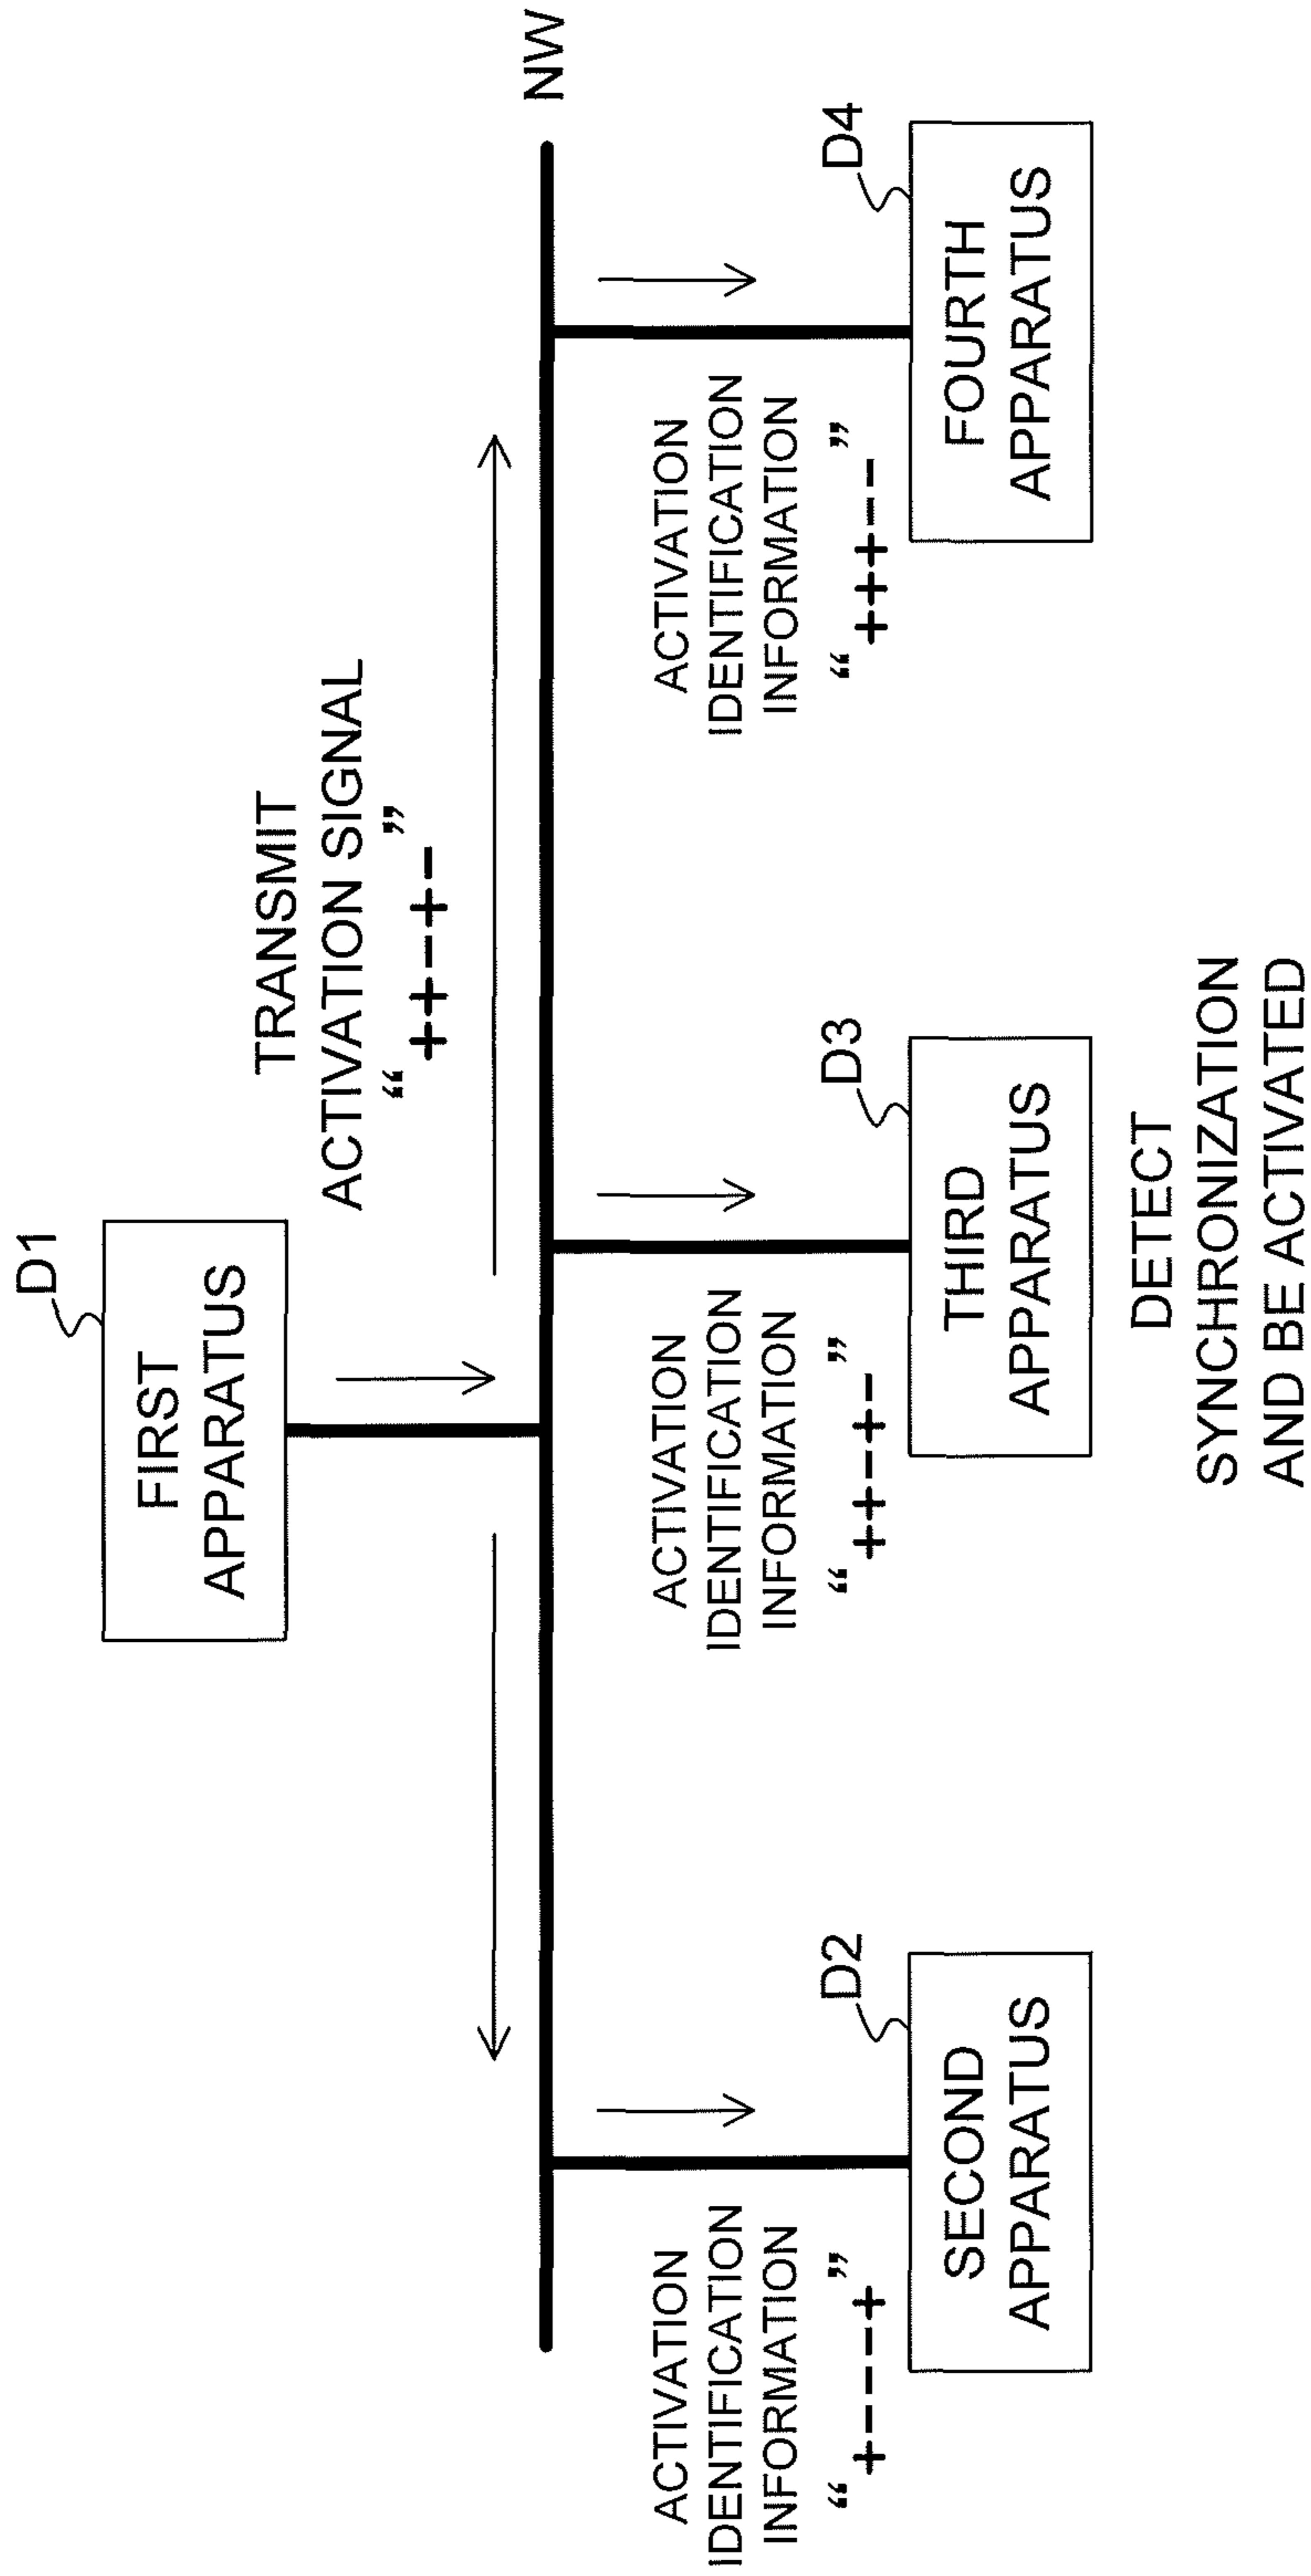 D1
FIRST
APPARATUS
TRANSMIT
ACTIVATION SIGNAL
“ ++−+− ”
NW
ACTIVATION
IDENTIFICATION
INFORMATION
“ +−−−+ ”
D2
SECOND
APPARATUS
ACTIVATION
IDENTIFICATION
INFORMATION
“ ++−+− ”
D3
THIRD
APPARATUS
DETECT
SYNCHRONIZATION
AND BE ACTIVATED
ACTIVATION
IDENTIFICATION
INFORMATION
“ +++−− ”
D4
FOURTH
APPARATUS